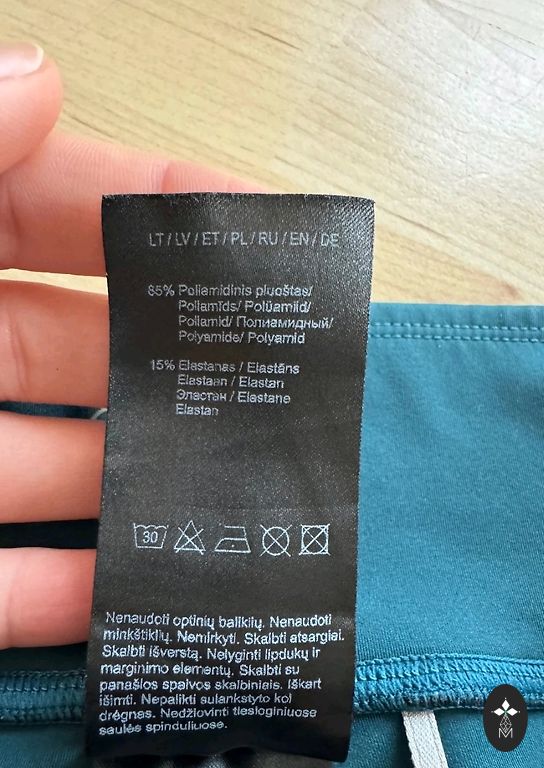 LT/LV/ET/PL/RU/EN/DE
85% Poliamidinis pluoštas/
Poliamīds/ Polüamiid/
Poliamid/ Полиамидный/
Polyamide/ Polyamid
15% Elastanas / Elastāns
Elastaan / Elastan
Эластан / Elastane
Elastan
30
Nenaudoti optinių baliklių. Nenaudoti
minkštiklių. Nemirkyti. Skalbti atsargiai.
Skalbti išverstą. Nelyginti lipdukų ir
marginimo elementų. Skalbti su
panašios spalvos skalbiniais. Iškart
išimti. Nepalikti sulankstyto kol
drėgnas. Nedžiovinti tiesioginiuose
saulės spinduliuose.
M